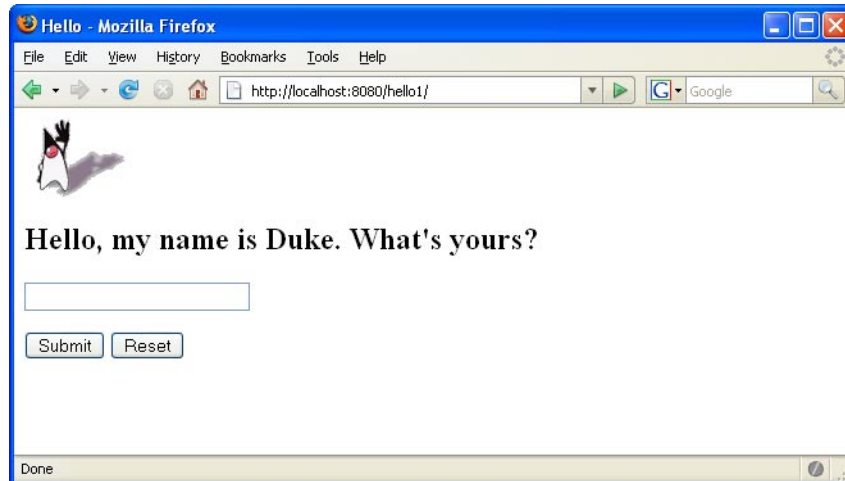 Hello - Mozilla Firefox
File Edit View History Bookmarks Tools Help
http://localhost:8080/hello1/ G Google
Hello, my name is Duke. What's yours?
Submit Reset
Done